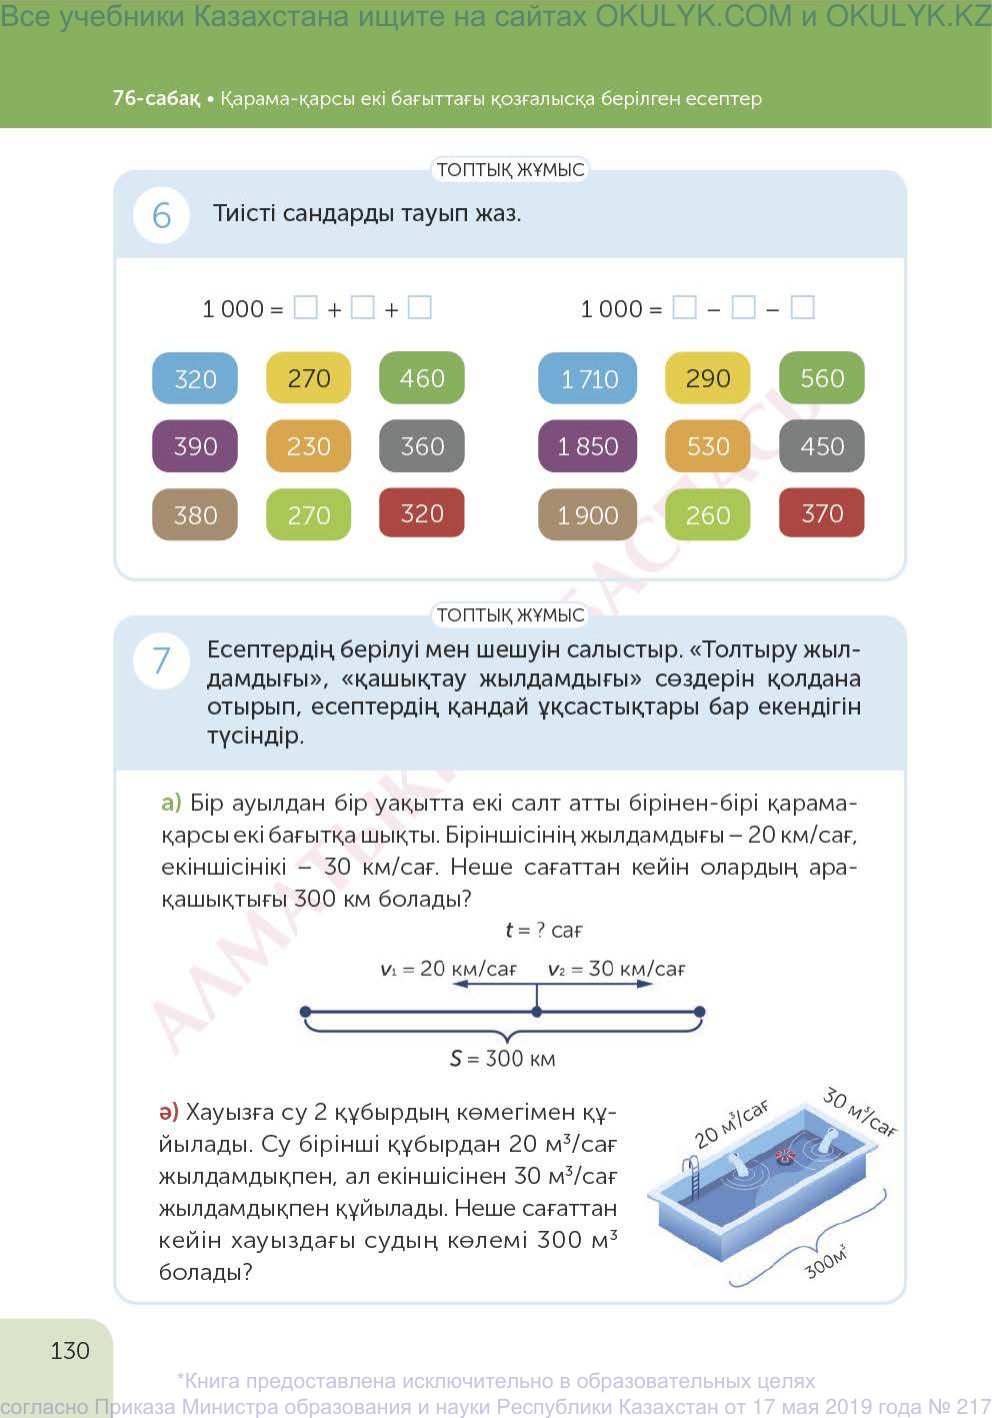 Все учебники Казахстана ищите на сайтах OKULYK.COM и OKULYK.KZ
76-сабақ • Қарама-қарсы екі бағыттағы қозғалысқа берілген есептер
ТОПТЫҚ ЖҰМЫС
6 Тиісті сандарды тауып жаз.
1 000 = □ + □ + □ 1 000 = □ – □ – □
320 270 460 1 710 290 560
390 230 360 1 850 530 450
380 270 320 1 900 260 370
ТОПТЫҚ ЖҰМЫС
7 Есептердің берілуі мен шешуін салыстыр. «Толтыру жыл-
дамдығы», «қашықтау жылдамдығы» сөздерін қолдана
отырып, есептердің қандай ұқсастықтары бар екендігін
түсіндір.
а) Бір ауылдан бір уақытта екі салт атты бірінен-бірі қарама-
қарсы екі бағытқа шықты. Біріншісінің жылдамдығы – 20 км/сағ,
екіншісінікі – 30 км/сағ. Неше сағаттан кейін олардың ара-
қашықтығы 300 км болады?
t = ? сағ
v₁ = 20 км/сағ v₂ = 30 км/сағ
S = 300 км
ә) Хауызға су 2 құбырдың көмегімен құ-
йылады. Су бірінші құбырдан 20 м³/сағ
жылдамдықпен, ал екіншісінен 30 м³/сағ
жылдамдықпен құйылады. Неше сағаттан
кейін хауыздағы судың көлемі 300 м³
болады?
20 м³/сағ
30 м³/сағ
300м³
130
АЛМАТЫКІТАП БАСПАСЫ
*Книга предоставлена исключительно в образовательных целях
согласно Приказа Министра образования и науки Республики Казахстан от 17 мая 2019 года № 217